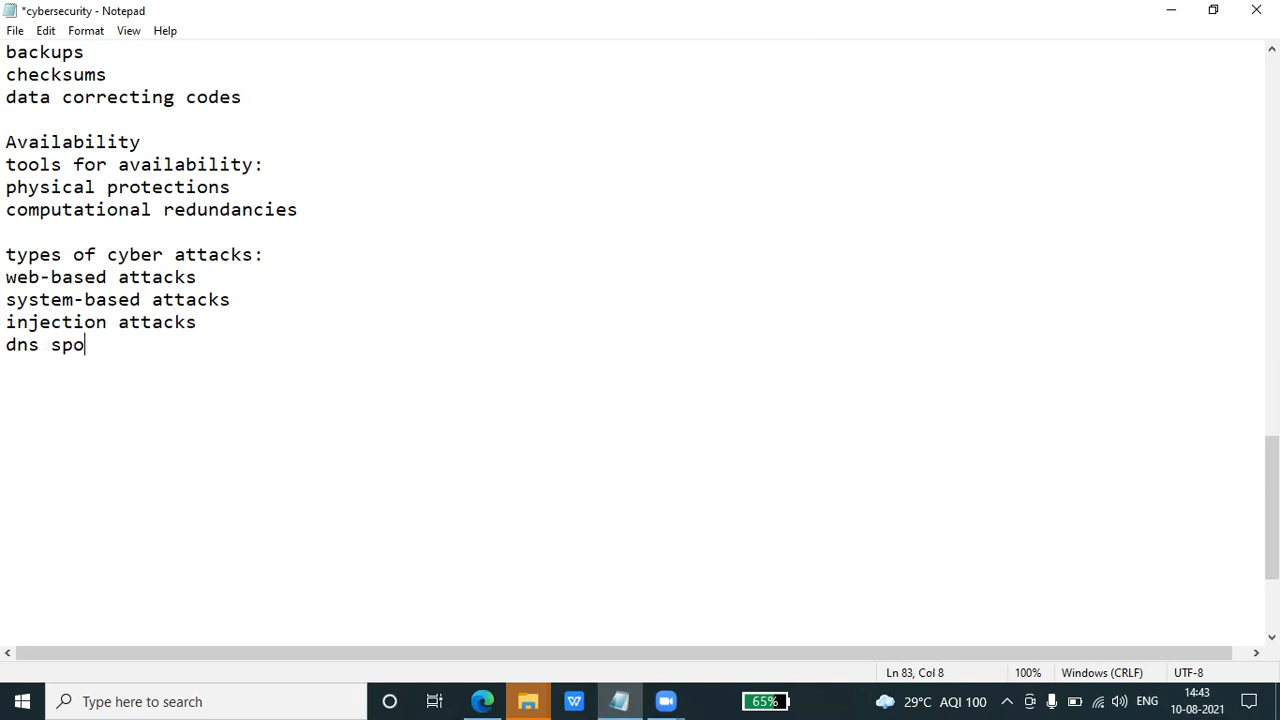 *cybersecurity - Notepad
File Edit Format View Help
backups
checksums
data correcting codes
Availability
tools for availability:
physical protections
computational redundancies
types of cyber attacks:
web-based attacks
system-based attacks
injection attacks
dns spo
Ln 83, Col 8 100% Windows (CRLF) UTF-8
Type here to search W 65% 29°C AQI 100 ENG 14:43
10-08-2021